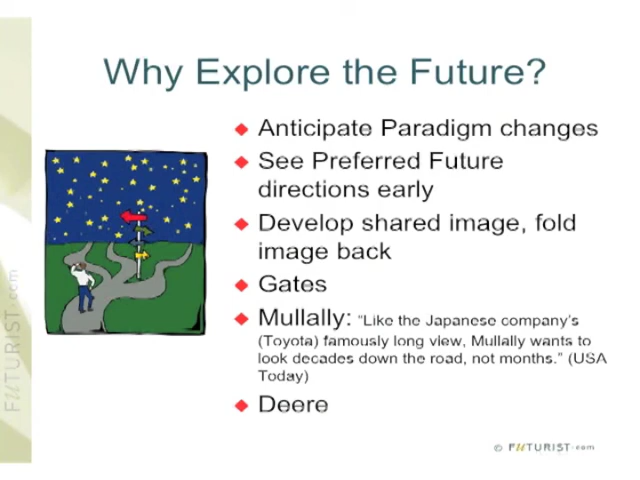 Why Explore the Future?
Anticipate Paradigm changes
See Preferred Future
directions early
Develop shared image, fold
image back
Gates
Mullally: "Like the Japanese company's
(Toyota) famously long view, Mullally wants to
look decades down the road, not months." (USA
Today)
Deere
FUTURIST.com
© FUTURIST.com